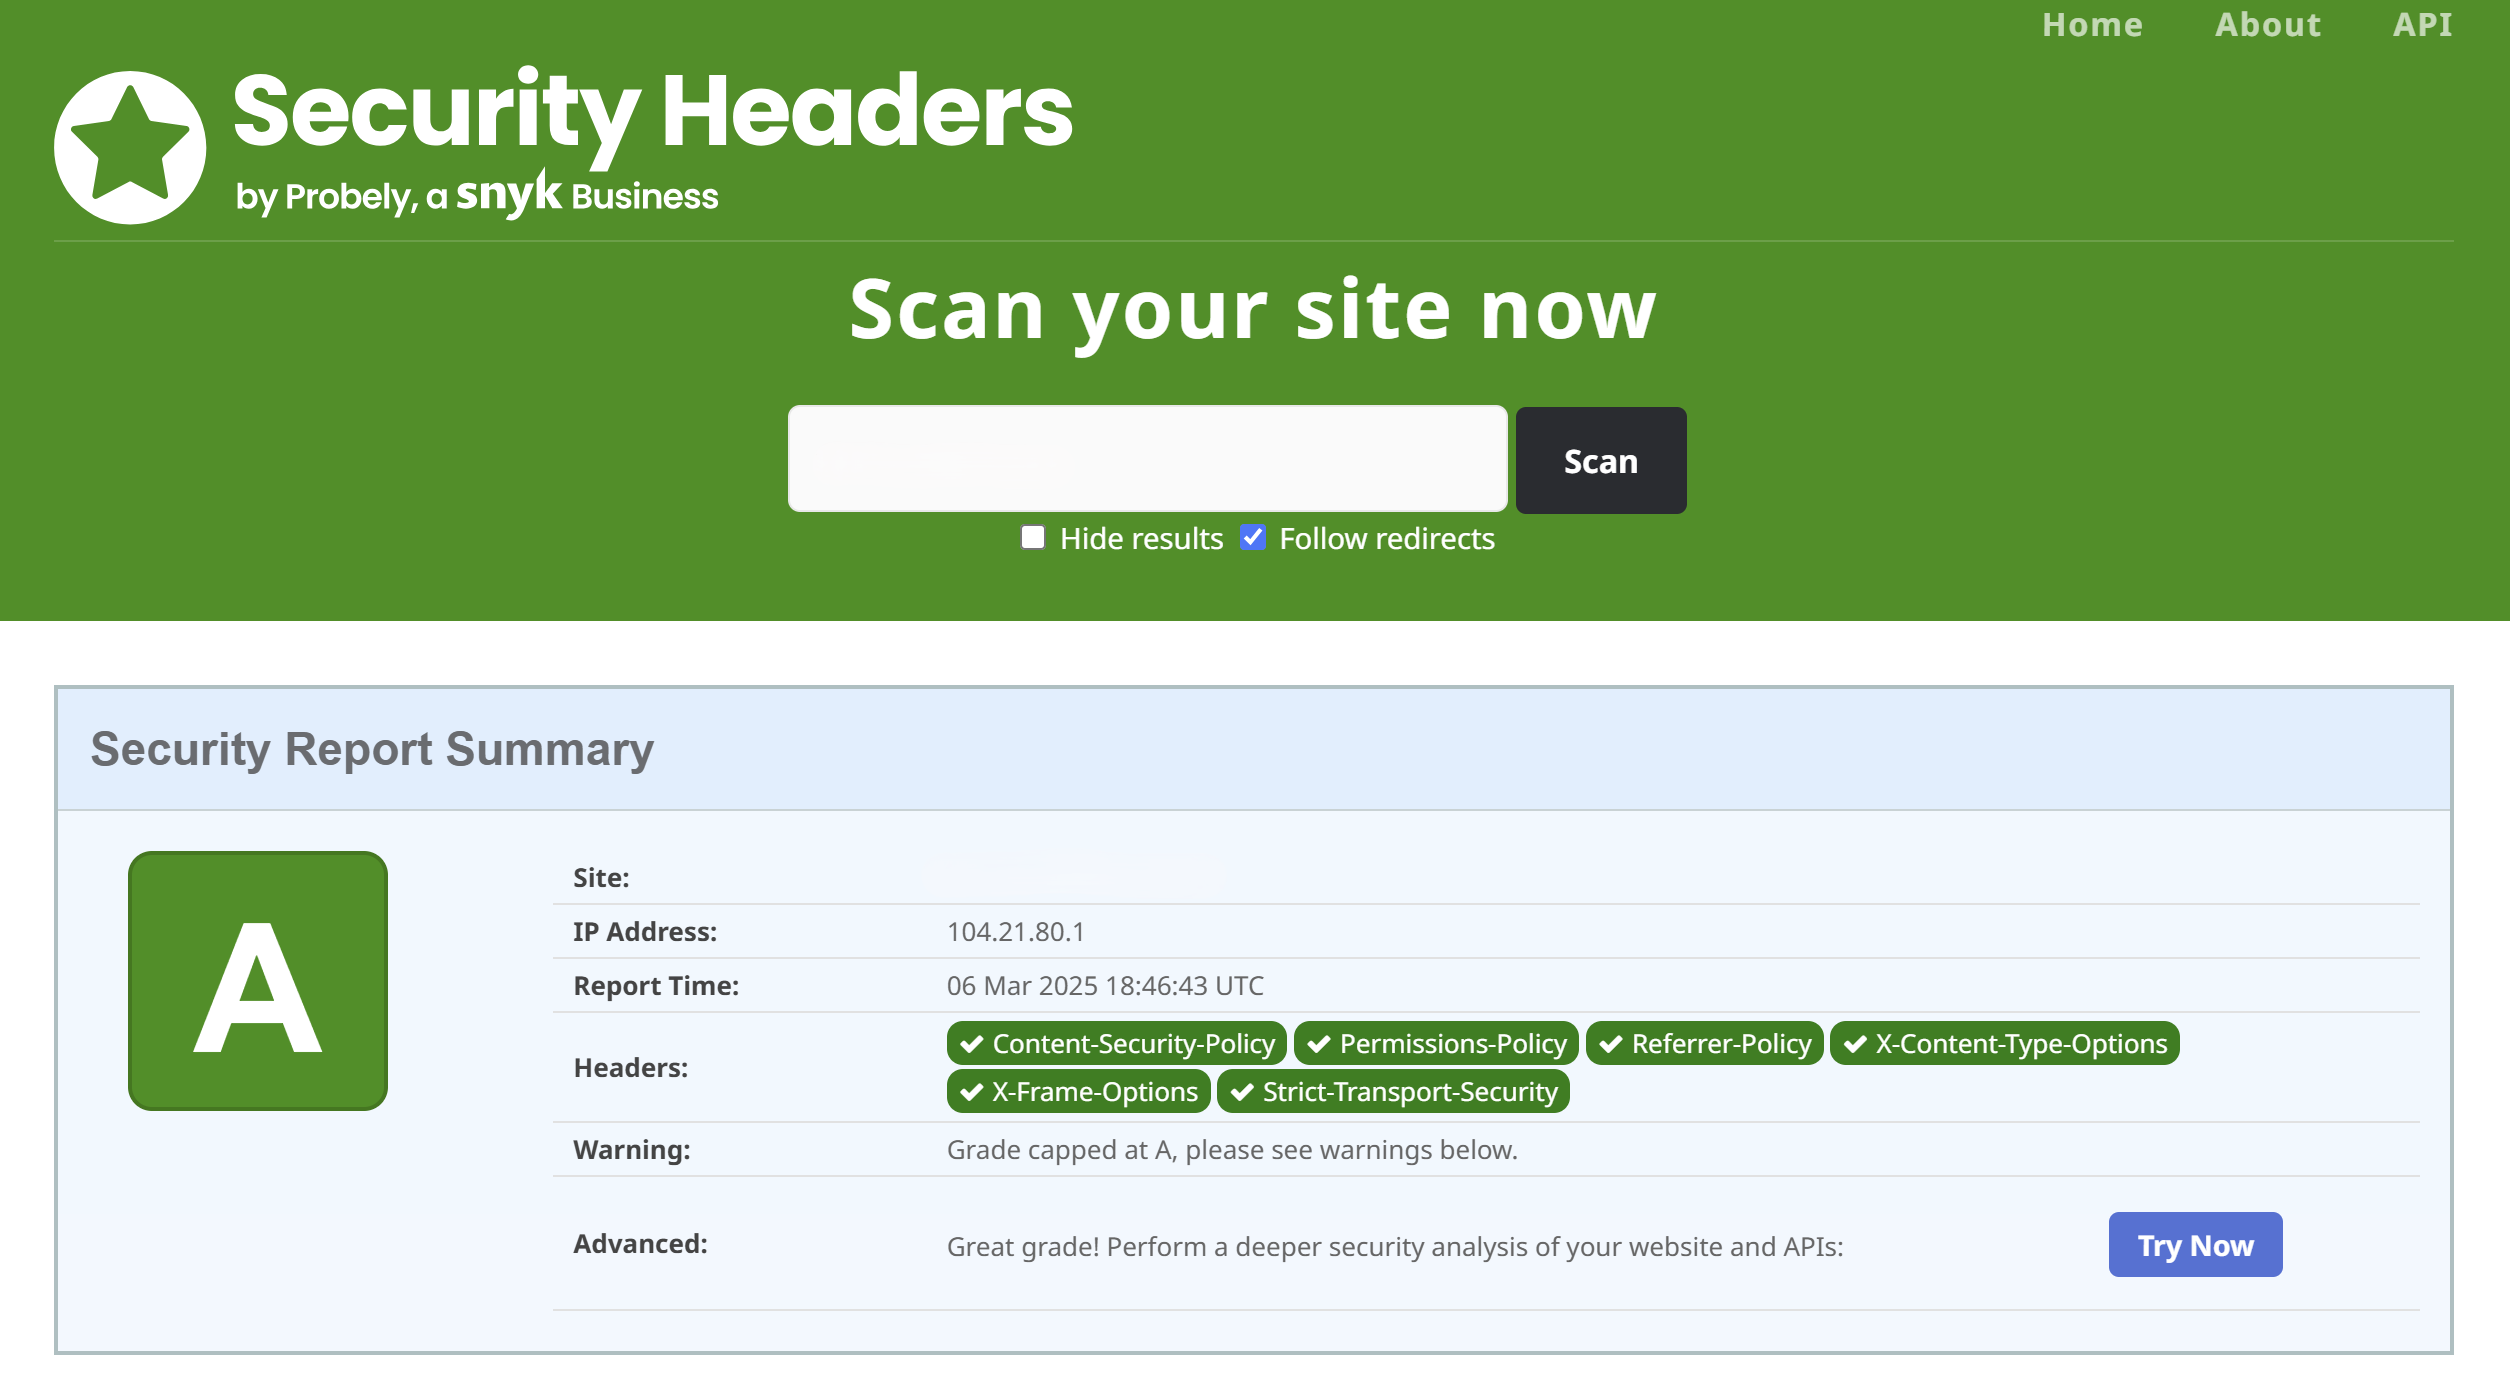 Home About API
Security Headers
by Probely, a snyk Business
Scan your site now
Scan
Hide results Follow redirects
Security Report Summary
A
Site:
IP Address: 104.21.80.1
Report Time: 06 Mar 2025 18:46:43 UTC
Headers: Content-Security-Policy Permissions-Policy Referrer-Policy X-Content-Type-Options
X-Frame-Options Strict-Transport-Security
Warning: Grade capped at A, please see warnings below.
Advanced: Great grade! Perform a deeper security analysis of your website and APIs: Try Now